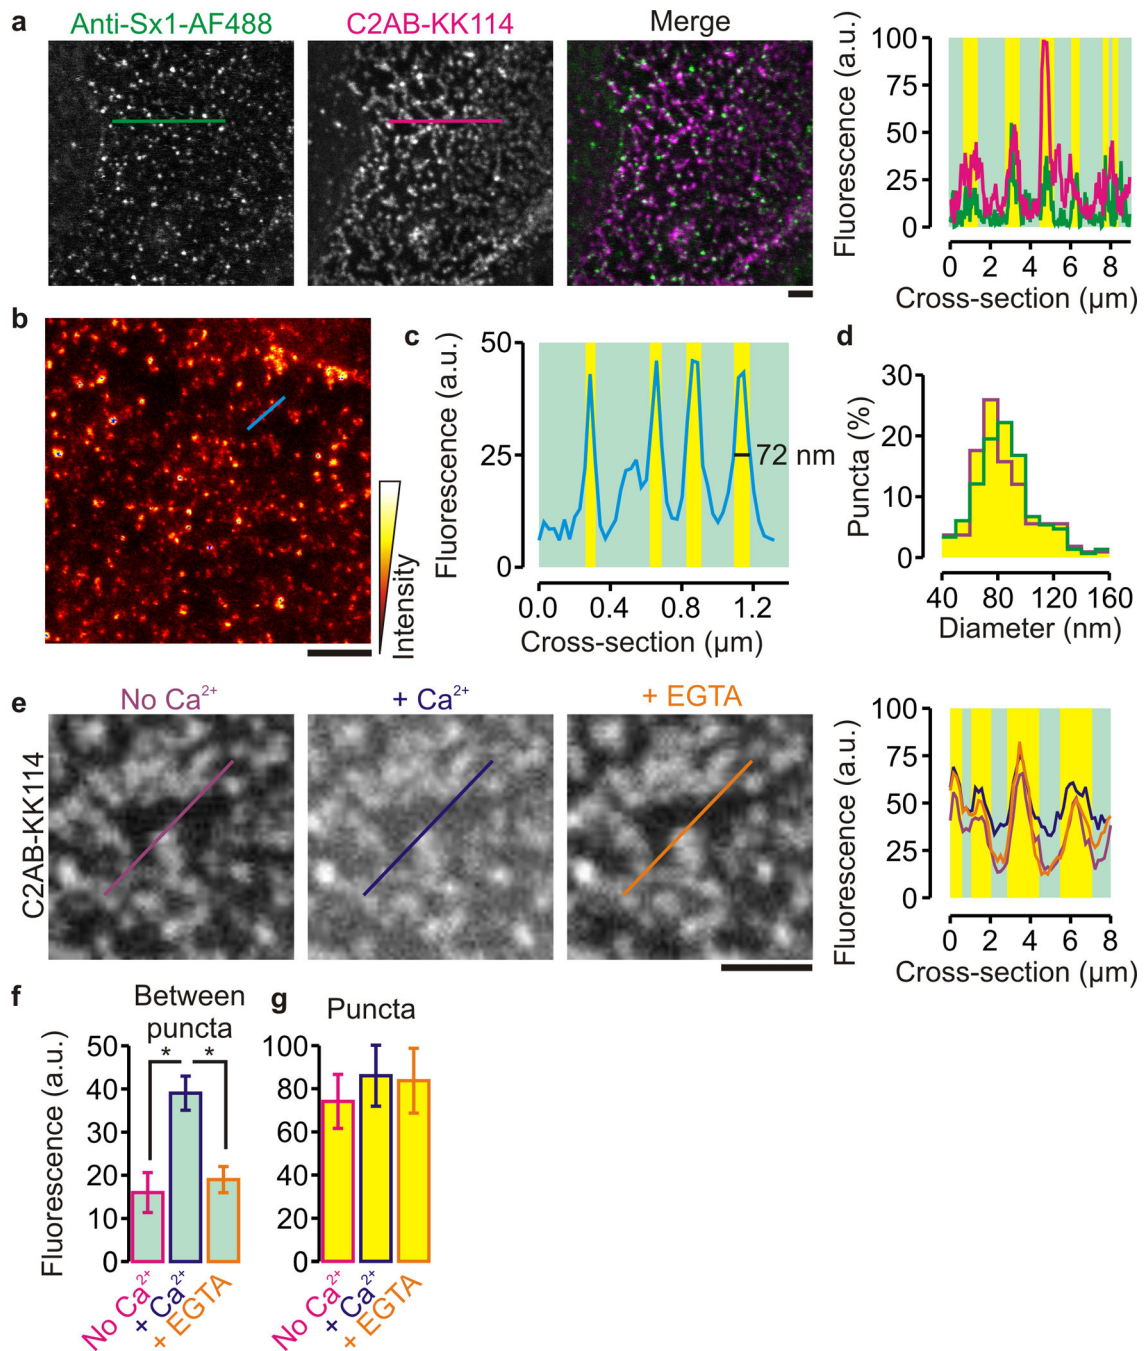 a
Anti-Sx1-AF488
C2AB-KK114
Merge
Fluorescence (a.u.)
100
75
50
25
0
0 2 4 6 8
Cross-section (µm)
b
Intensity
c
Fluorescence (a.u.)
50
25
0
72 nm
0.0 0.4 0.8 1.2
Cross-section (µm)
d
Puncta (%)
30
20
10
0
40 80 120 160
Diameter (nm)
e
No Ca²⁺
+ Ca²⁺
+ EGTA
C2AB-KK114
Fluorescence (a.u.)
100
75
50
25
0
0 2 4 6 8
Cross-section (µm)
f
Between
puncta
Fluorescence (a.u.)
50
40
30
20
10
0
* *
No Ca²⁺
+ Ca²⁺
+ EGTA
g
Puncta
100
80
60
40
20
0
No Ca²⁺
+ Ca²⁺
+ EGTA